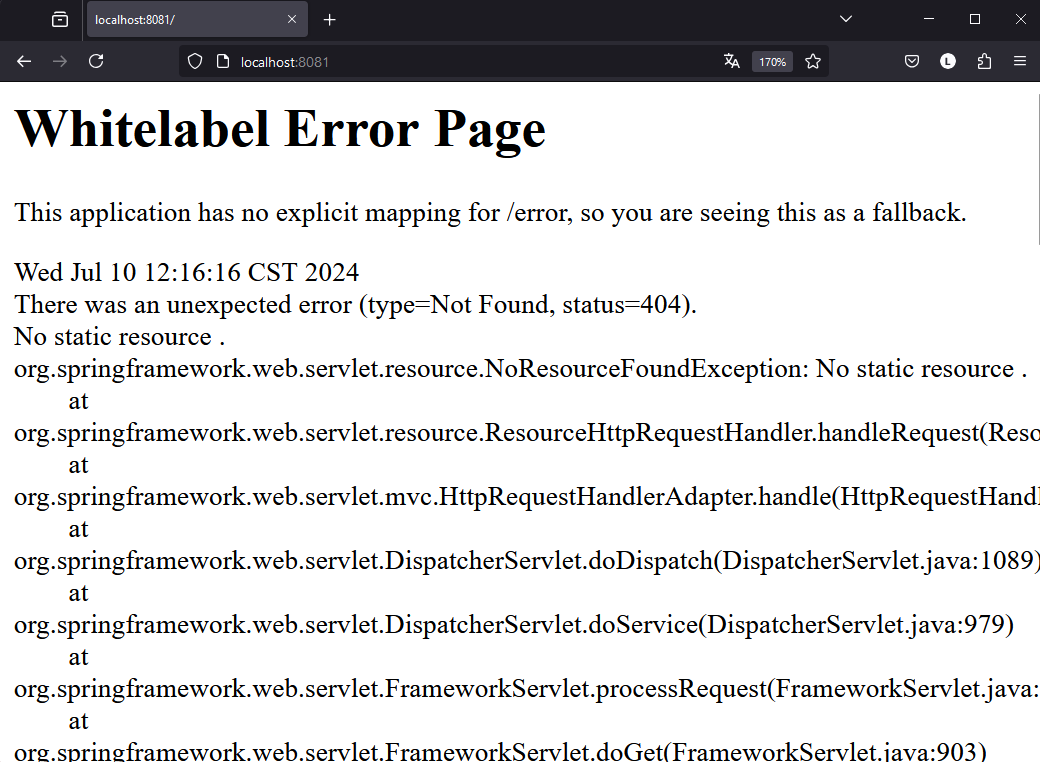 localhost:8081/
localhost:8081
170%
L
Whitelabel Error Page
This application has no explicit mapping for /error, so you are seeing this as a fallback.
Wed Jul 10 12:16:16 CST 2024
There was an unexpected error (type=Not Found, status=404).
No static resource .
org.springframework.web.servlet.resource.NoResourceFoundException: No static resource .
at
org.springframework.web.servlet.resource.ResourceHttpRequestHandler.handleRequest(Reso
at
org.springframework.web.servlet.mvc.HttpRequestHandlerAdapter.handle(HttpRequestHandl
at
org.springframework.web.servlet.DispatcherServlet.doDispatch(DispatcherServlet.java:1089)
at
org.springframework.web.servlet.DispatcherServlet.doService(DispatcherServlet.java:979)
at
org.springframework.web.servlet.FrameworkServlet.processRequest(FrameworkServlet.java:
at
org.springframework.web.servlet.FrameworkServlet.doGet(FrameworkServlet.java:903)